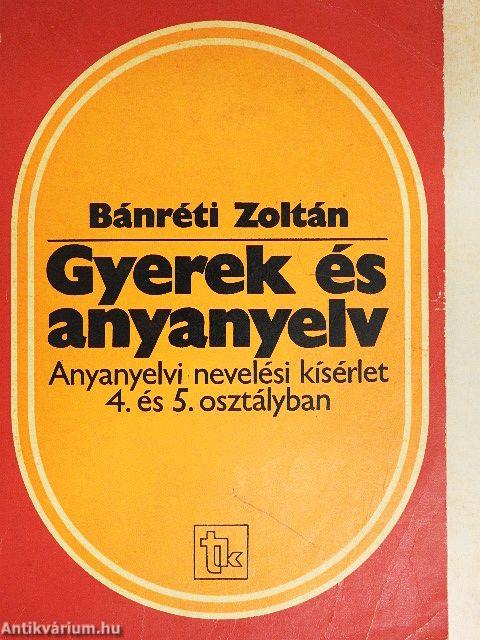 Bánréti Zoltán
Gyerek és
anyanyelv
Anyanyelvi nevelési kísérlet
4. és 5. osztályban
tk
Antikvárium.hu